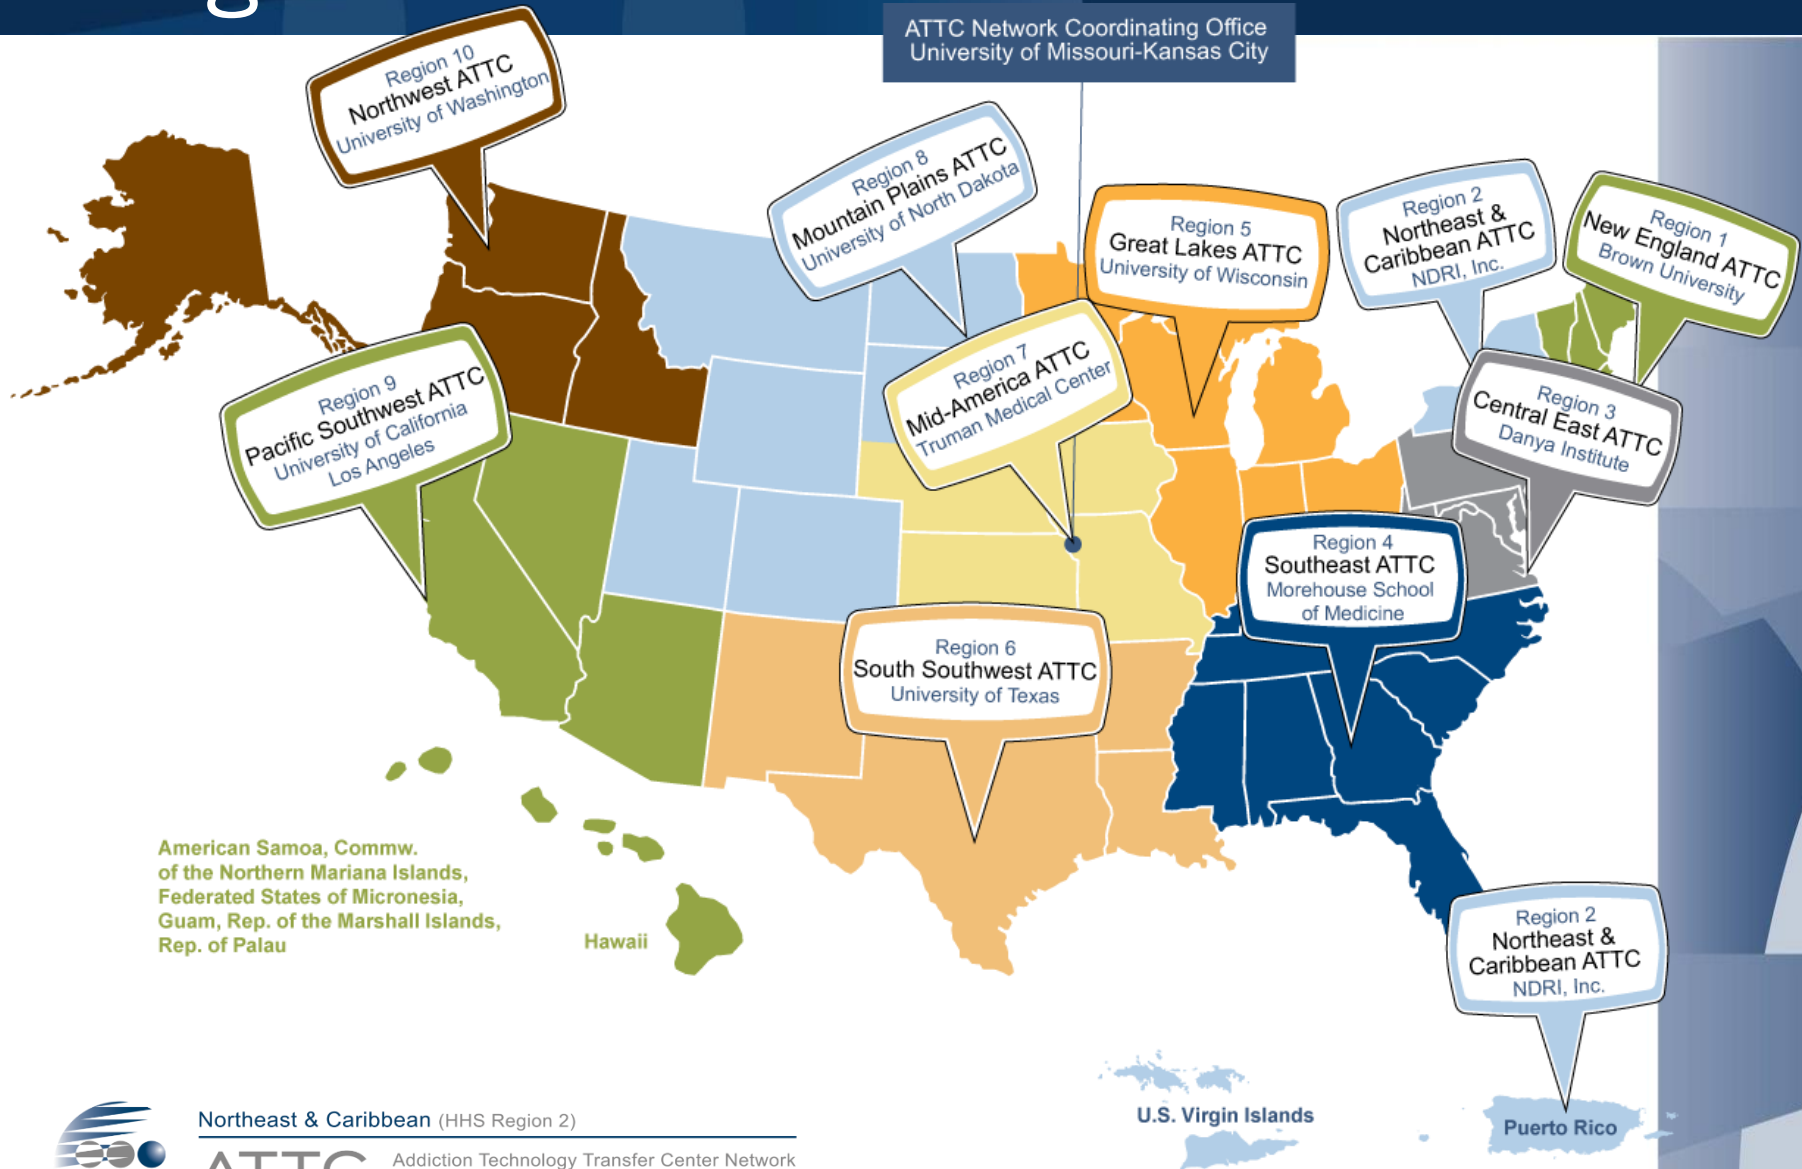 g
ATTC Network Coordinating Office
University of Missouri-Kansas City
Region 10
Northwest ATTC
University of Washington
Region 8
Mountain Plains ATTC
University of North Dakota
Region 5
Great Lakes ATTC
University of Wisconsin
Region 2
Northeast &
Caribbean ATTC
NDRI, Inc.
Region 1
New England ATTC
Brown University
Region 9
Pacific Southwest ATTC
University of California
Los Angeles
Region 7
Mid-America ATTC
Truman Medical Center
Region 3
Central East ATTC
Danya Institute
Region 4
Southeast ATTC
Morehouse School
of Medicine
Region 6
South Southwest ATTC
University of Texas
American Samoa, Commw.
of the Northern Mariana Islands,
Federated States of Micronesia,
Guam, Rep. of the Marshall Islands,
Rep. of Palau
Hawaii
Region 2
Northeast &
Caribbean ATTC
NDRI, Inc.
U.S. Virgin Islands
Puerto Rico
Northeast & Caribbean (HHS Region 2)
ATTC Addiction Technology Transfer Center Network